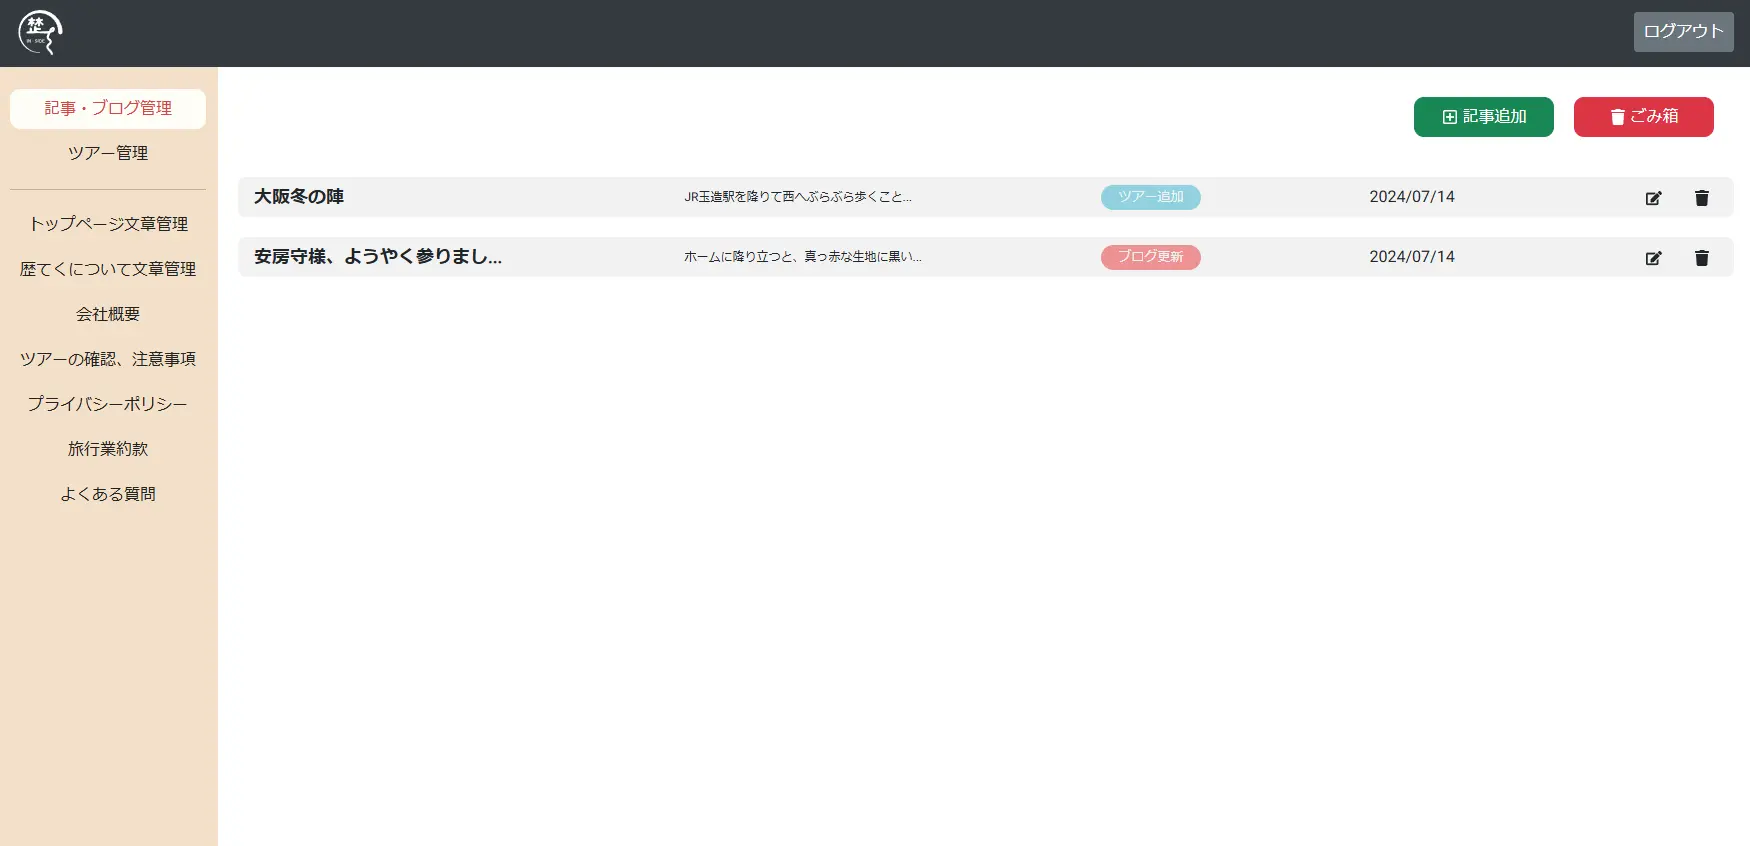 ログアウト
記事・ブログ管理
ツアー管理
トップページ文章管理
歴てくについて文章管理
会社概要
ツアーの確認、注意事項
プライバシーポリシー
旅行業約款
よくある質問
記事追加
ごみ箱
大阪冬の陣 JR玉造駅を降りて西へぶらぶら歩くこと... ツアー追加 2024/07/14
安房守様、ようやく参りまし... ホームに降り立つと、真っ赤な生地に黒い... ブログ更新 2024/07/14